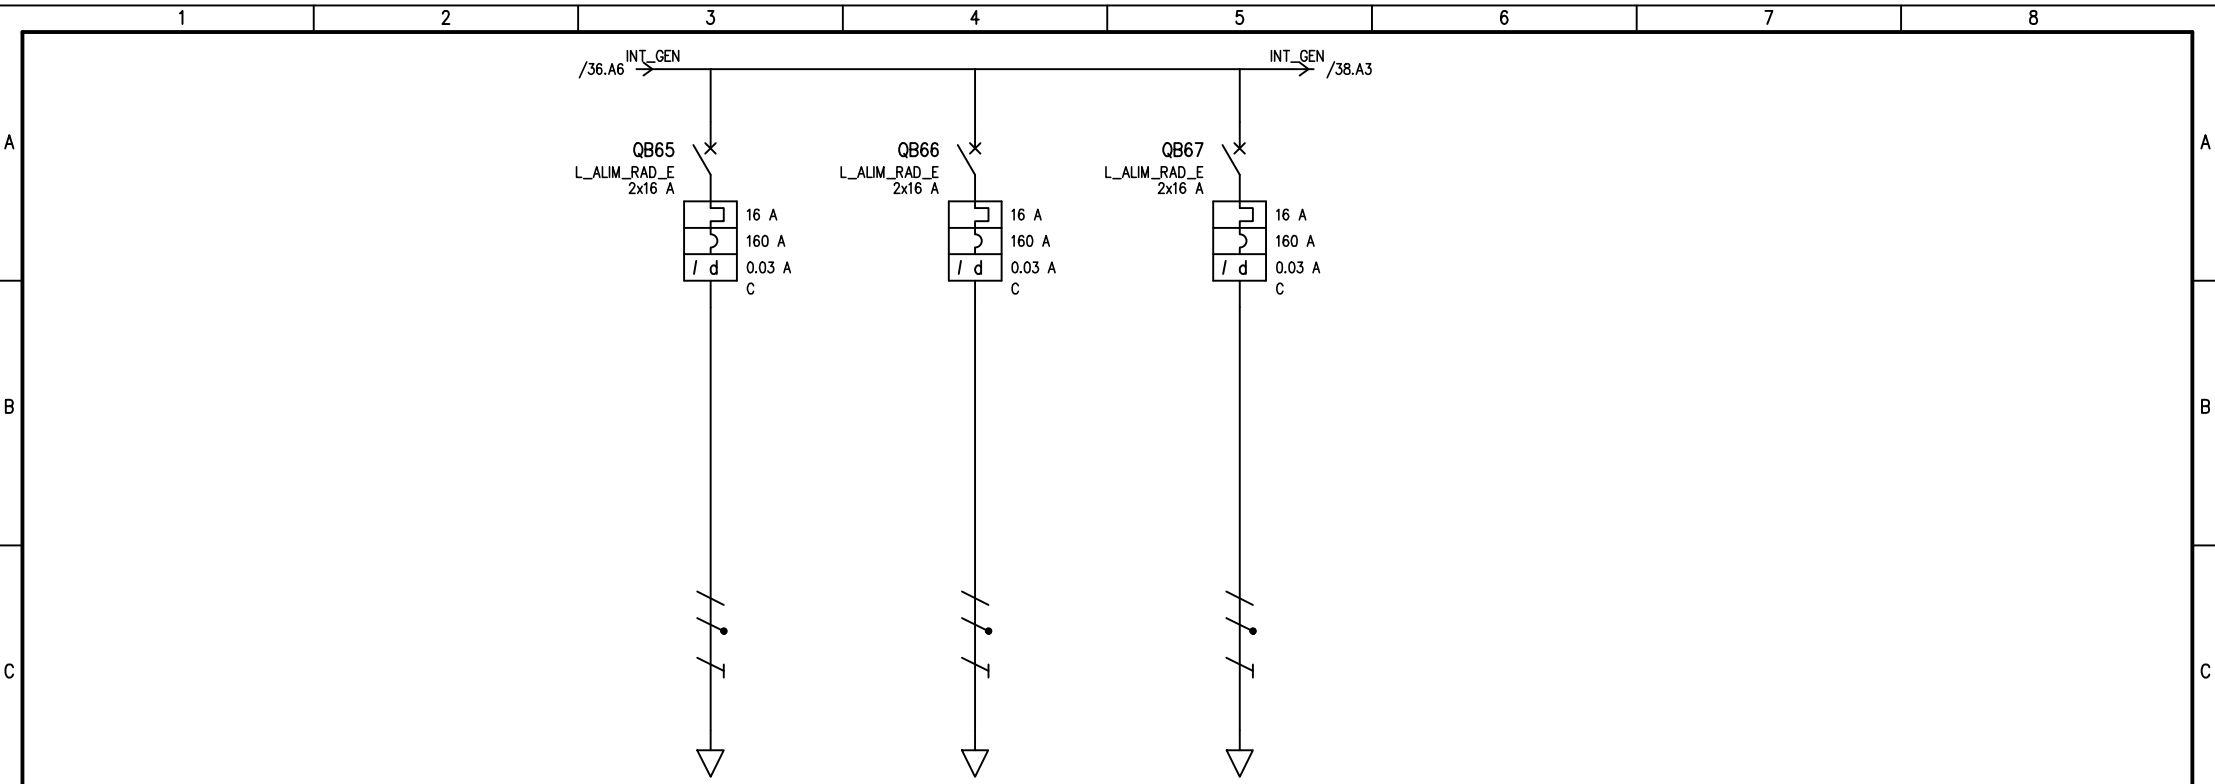 1 2 3 4 5 6 7 8
INT_GEN INT_GEN
/36.A6 /38.A3
A A
QB65 QB66 QB67
L_ALIM_RAD_E L_ALIM_RAD_E L_ALIM_RAD_E
2x16 A 2x16 A 2x16 A
16 A 16 A 16 A
160 A 160 A 160 A
I d 0.03 A I d 0.03 A I d 0.03 A
C C C
B B
C C